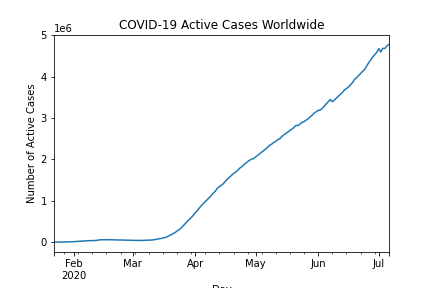 COVID-19 Active Cases Worldwide
1e6
5
4
3
2
1
0
Number of Active Cases
Feb Mar Apr May Jun Jul
2020